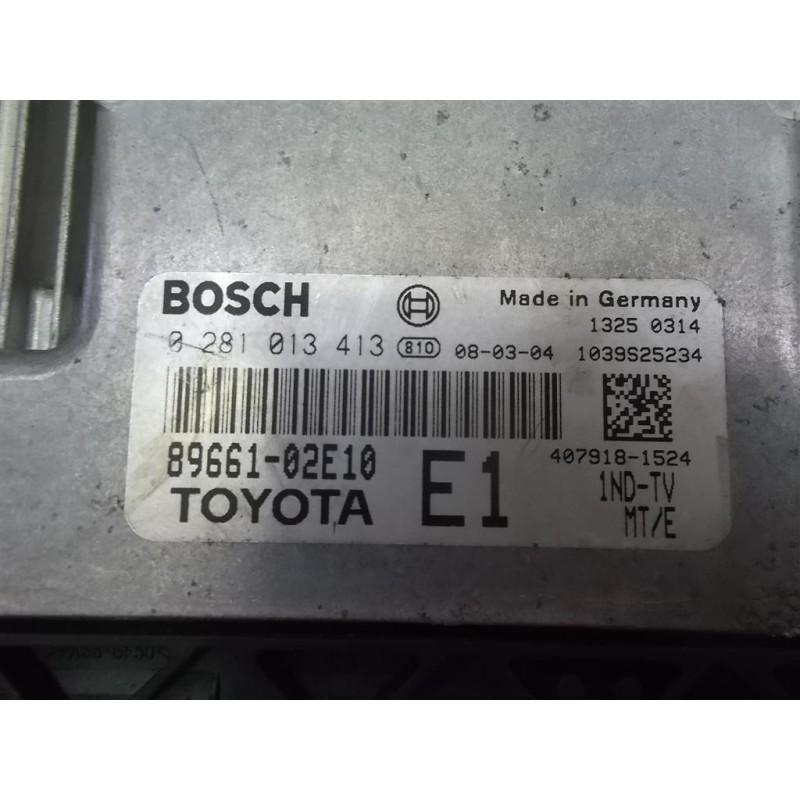 BOSCH Made in Germany
1325 0314
0 281 013 413 810 08-03-04 1039S25234
407918-1524
89661-02E10 E1 1ND-TV
TOYOTA MT/E